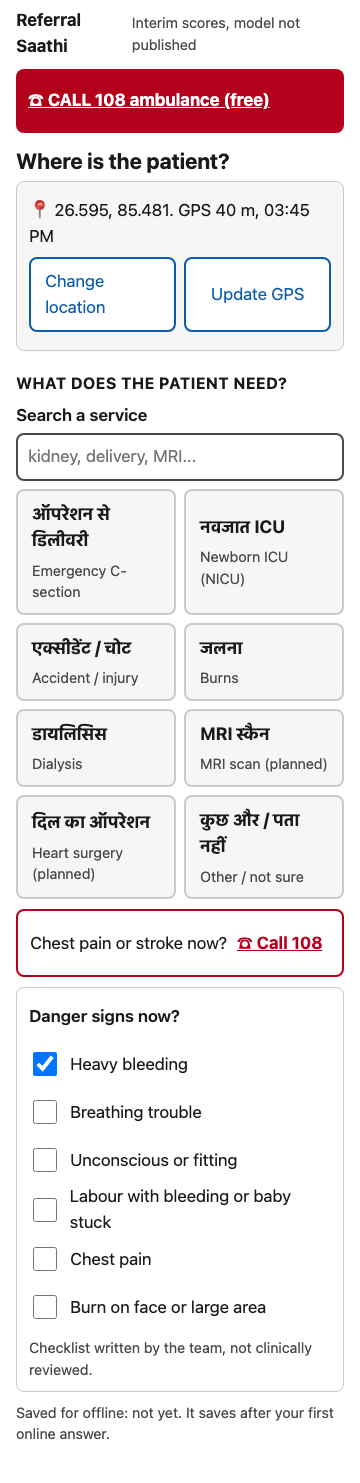 Referral Saathi
Interim scores, model not published
☎ CALL 108 ambulance (free)
Where is the patient?
📍 26.595, 85.481. GPS 40 m, 03:45 PM
Change location
Update GPS
WHAT DOES THE PATIENT NEED?
Search a service
kidney, delivery, MRI...
ऑपरेशन से डिलीवरी
Emergency C-section
नवजात ICU
Newborn ICU (NICU)
एक्सीडेंट / चोट
Accident / injury
जलना
Burns
डायलिसिस
Dialysis
MRI स्कैन
MRI scan (planned)
दिल का ऑपरेशन
Heart surgery (planned)
कुछ और / पता नहीं
Other / not sure
Chest pain or stroke now? ☎ Call 108
Danger signs now?
Heavy bleeding
Breathing trouble
Unconscious or fitting
Labour with bleeding or baby stuck
Chest pain
Burn on face or large area
Checklist written by the team, not clinically reviewed.
Saved for offline: not yet. It saves after your first online answer.